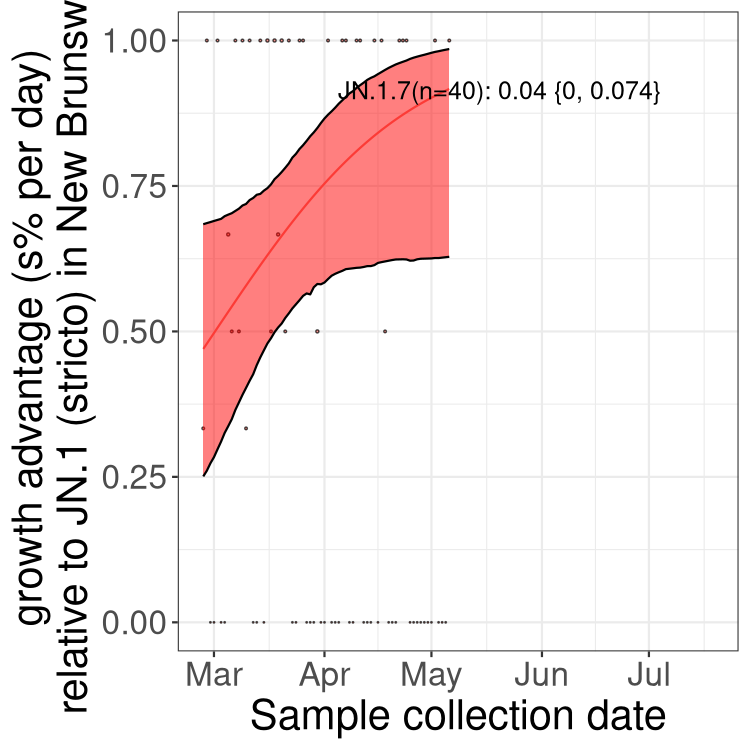 growth advantage (s% per day)
relative to JN.1 (stricto) in New Brunsw
1.00
0.75
0.50
0.25
0.00
JN.1.7(n=40): 0.04 {0, 0.074}
Mar Apr May Jun Jul
Sample collection date